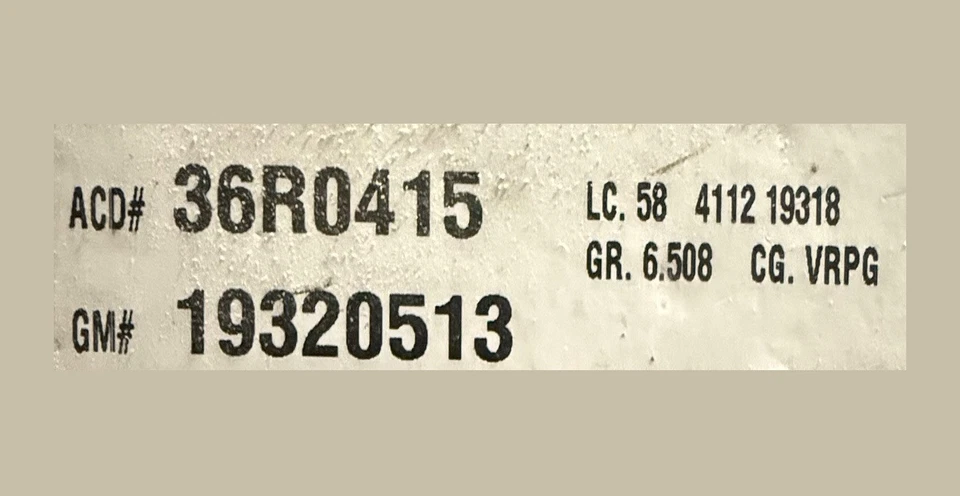 ACD# 36R0415
GM# 19320513
LC. 58 4112 19318
GR. 6.508 CG. VRPG